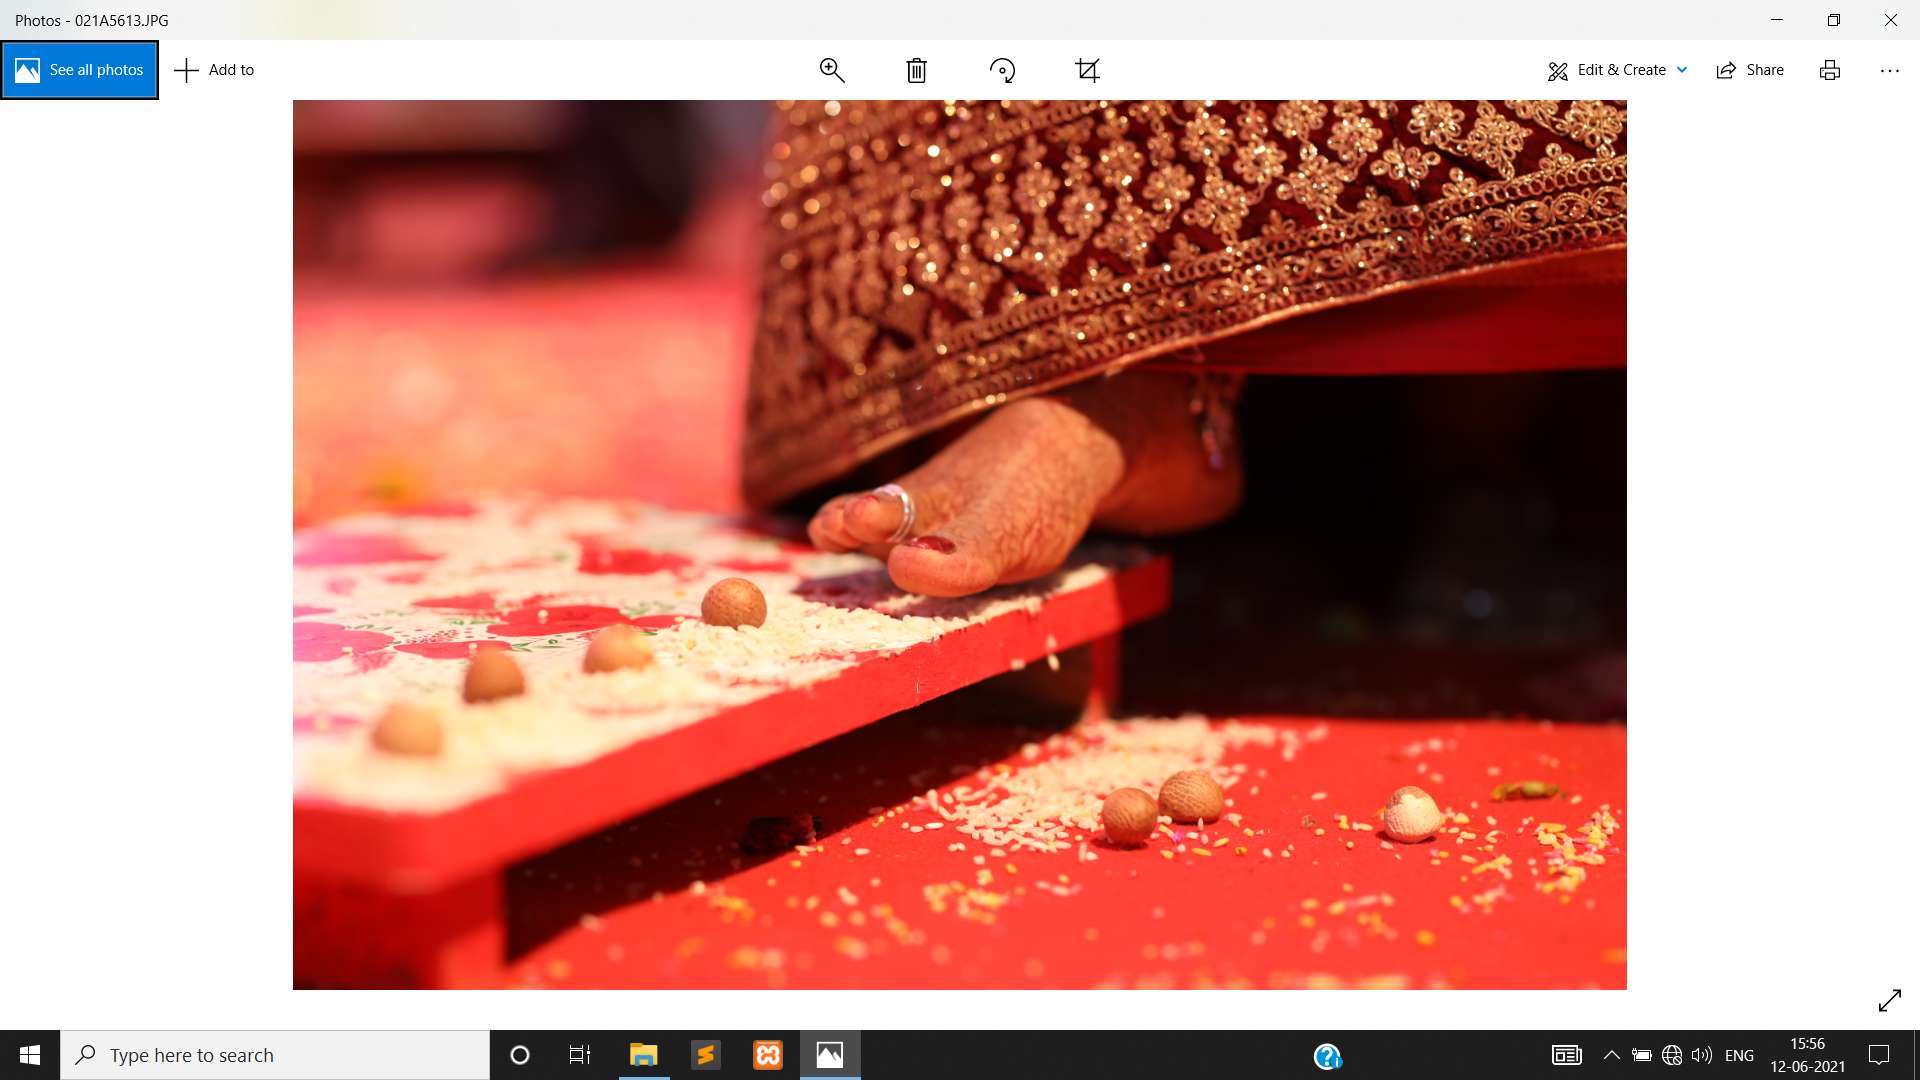 Photos - 021A5613.JPG
See all photos
Add to
Edit & Create
Share
Type here to search
ENG
15:56
12-06-2021